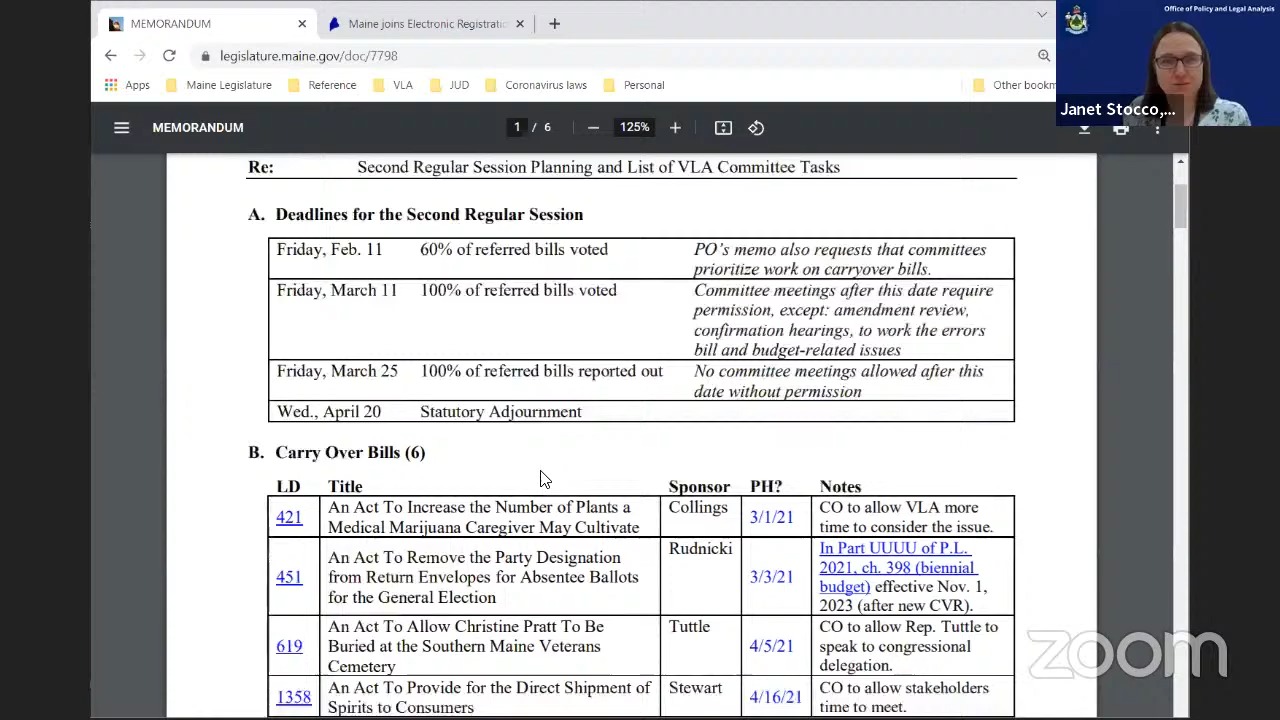 MEMORANDUM
Maine joins Electronic Registratio
Office of Policy and Legal Analysis
legislature.maine.gov/doc/7798
Apps
Maine Legislature
Reference
VLA
JUD
Coronavirus laws
Personal
Other bookm
Janet Stocco,...
MEMORANDUM
1 / 6
125%
Re: Second Regular Session Planning and List of VLA Committee Tasks
A. Deadlines for the Second Regular Session
Friday, Feb. 11 60% of referred bills voted PO's memo also requests that committees
prioritize work on carryover bills.
Friday, March 11 100% of referred bills voted Committee meetings after this date require
permission, except: amendment review,
confirmation hearings, to work the errors
bill and budget-related issues
Friday, March 25 100% of referred bills reported out No committee meetings allowed after this
date without permission
Wed., April 20 Statutory Adjournment
B. Carry Over Bills (6)
LD Title Sponsor PH? Notes
421 An Act To Increase the Number of Plants a
Medical Marijuana Caregiver May Cultivate
Collings
3/1/21
CO to allow VLA more
time to consider the issue.
451 An Act To Remove the Party Designation
from Return Envelopes for Absentee Ballots
for the General Election
Rudnicki
3/3/21
In Part UUUU of P.L.
2021, ch. 398 (biennial
budget) effective Nov. 1,
2023 (after new CVR).
619 An Act To Allow Christine Pratt To Be
Buried at the Southern Maine Veterans
Cemetery
Tuttle
4/5/21
CO to allow Rep. Tuttle to
speak to congressional
delegation.
1358 An Act To Provide for the Direct Shipment of
Spirits to Consumers
Stewart
4/16/21
CO to allow stakeholders
time to meet.
zoom